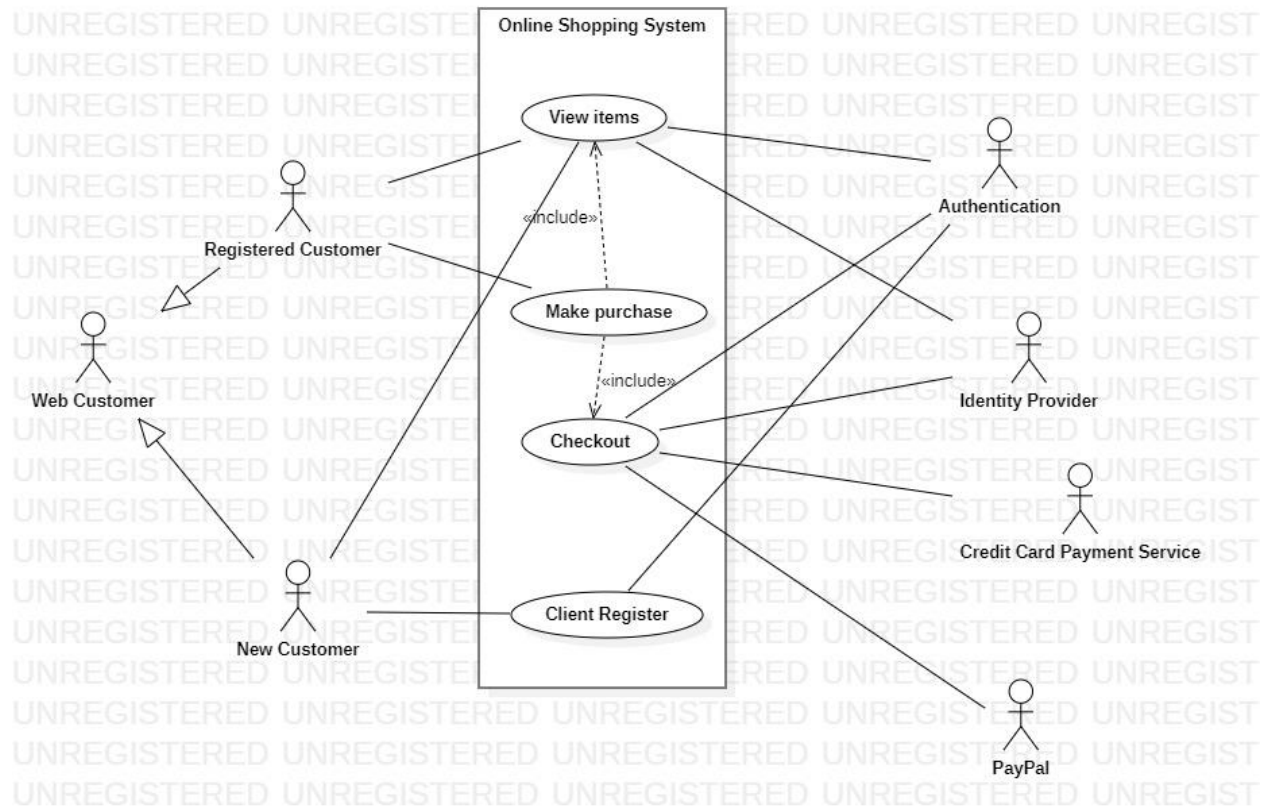 Online Shopping System
View items
Registered Customer
«include»
Authentication
Make purchase
Web Customer
«include»
Identity Provider
Checkout
Credit Card Payment Service
Client Register
New Customer
PayPal
UNREGISTERED